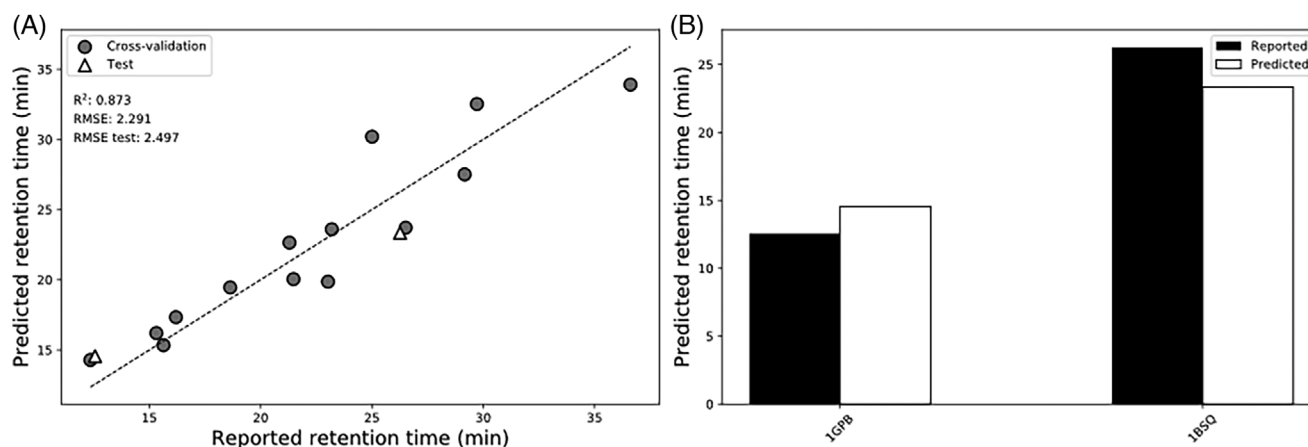 (A)
Cross-validation
Test
R²: 0.873
RMSE: 2.291
RMSE test: 2.497
Predicted retention time (min)
35
30
25
20
15
15
20
25
30
35
Reported retention time (min)
(B)
Reported
Predicted
Predicted retention time (min)
25
20
15
10
5
0
1GPB
1BSQ